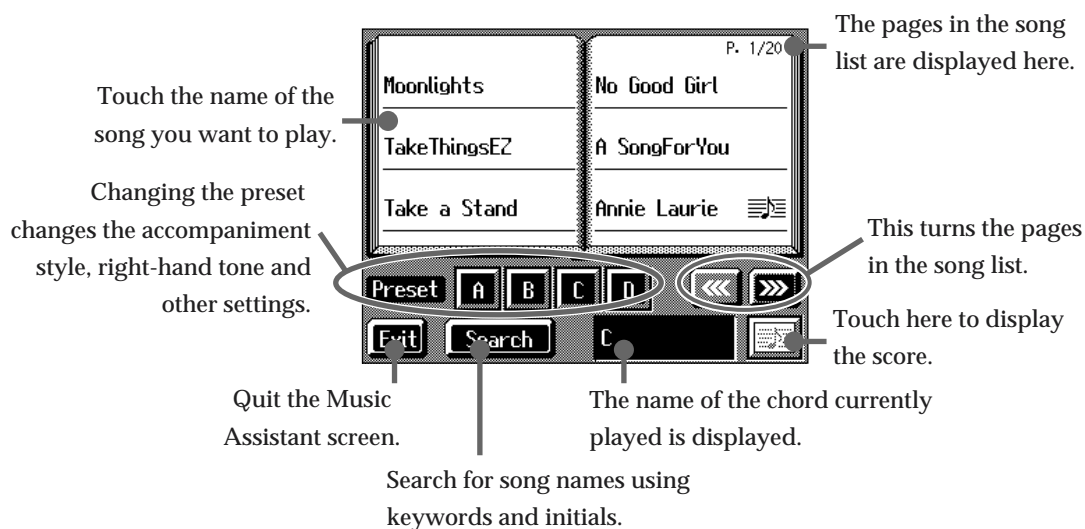 The pages in the song
list are displayed here.
P. 1/20
Moonlights
No Good Girl
Touch the name of the
song you want to play.
TakeThingsEZ
A SongForYou
Take a Stand
Annie Laurie
Changing the preset
changes the accompaniment
style, right-hand tone and
other settings.
This turns the pages
in the song list.
Preset A B C D
Exit Search C
Touch here to display
the score.
Quit the Music
Assistant screen.
The name of the chord currently
played is displayed.
Search for song names using
keywords and initials.